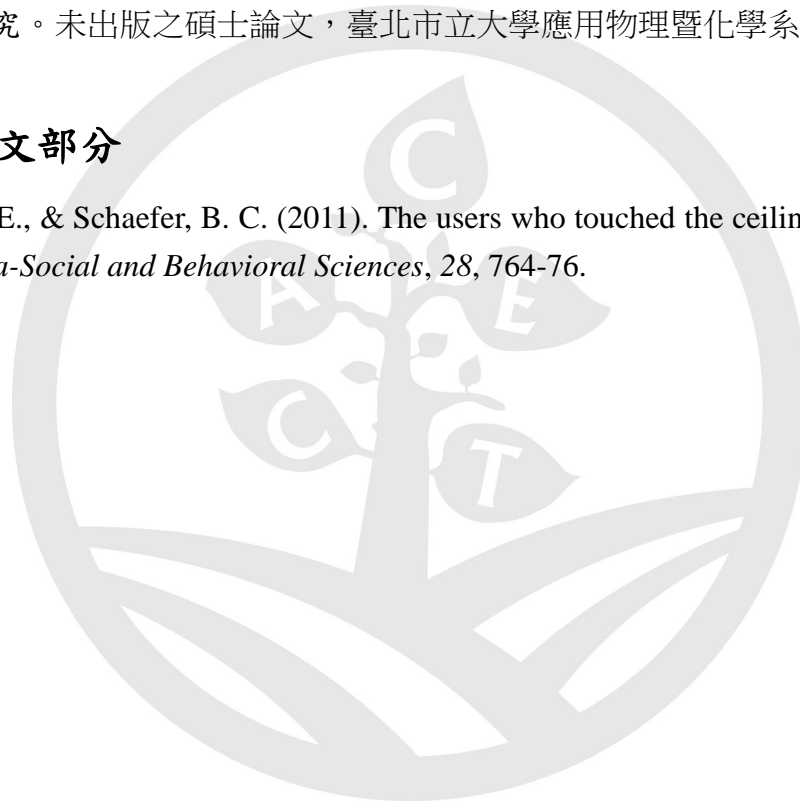 究。未出版之碩士論文，臺北市立大學應用物理暨化學系
文部分
E., & Schaefer, B. C. (2011). The users who touched the ceilin
a-Social and Behavioral Sciences, 28, 764-76.
C
A
E
C
T